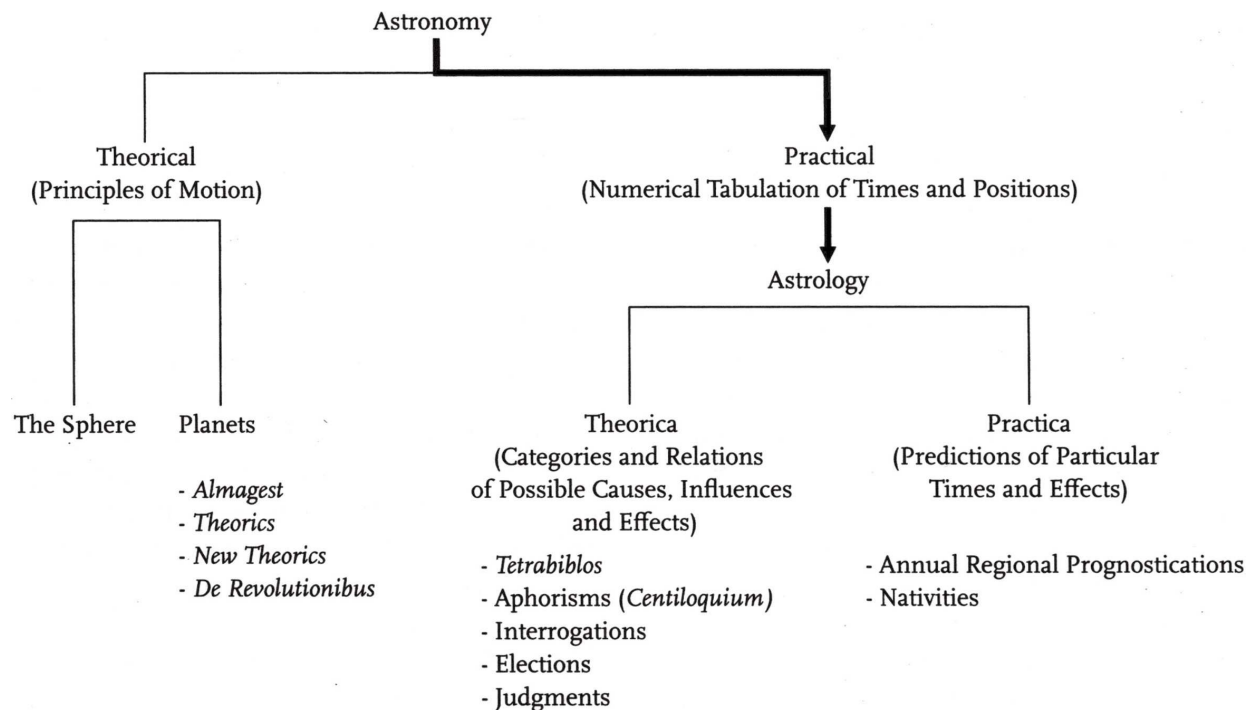 Astronomy
Theorical
(Principles of Motion)
Practical
(Numerical Tabulation of Times and Positions)
Astrology
The Sphere
Planets
- Almagest
- Theorics
- New Theorics
- De Revolutionibus
Theorica
(Categories and Relations
of Possible Causes, Influences
and Effects)
- Tetrabiblos
- Aphorisms (Centiloquium)
- Interrogations
- Elections
- Judgments
Practica
(Predictions of Particular
Times and Effects)
- Annual Regional Prognostications
- Nativities